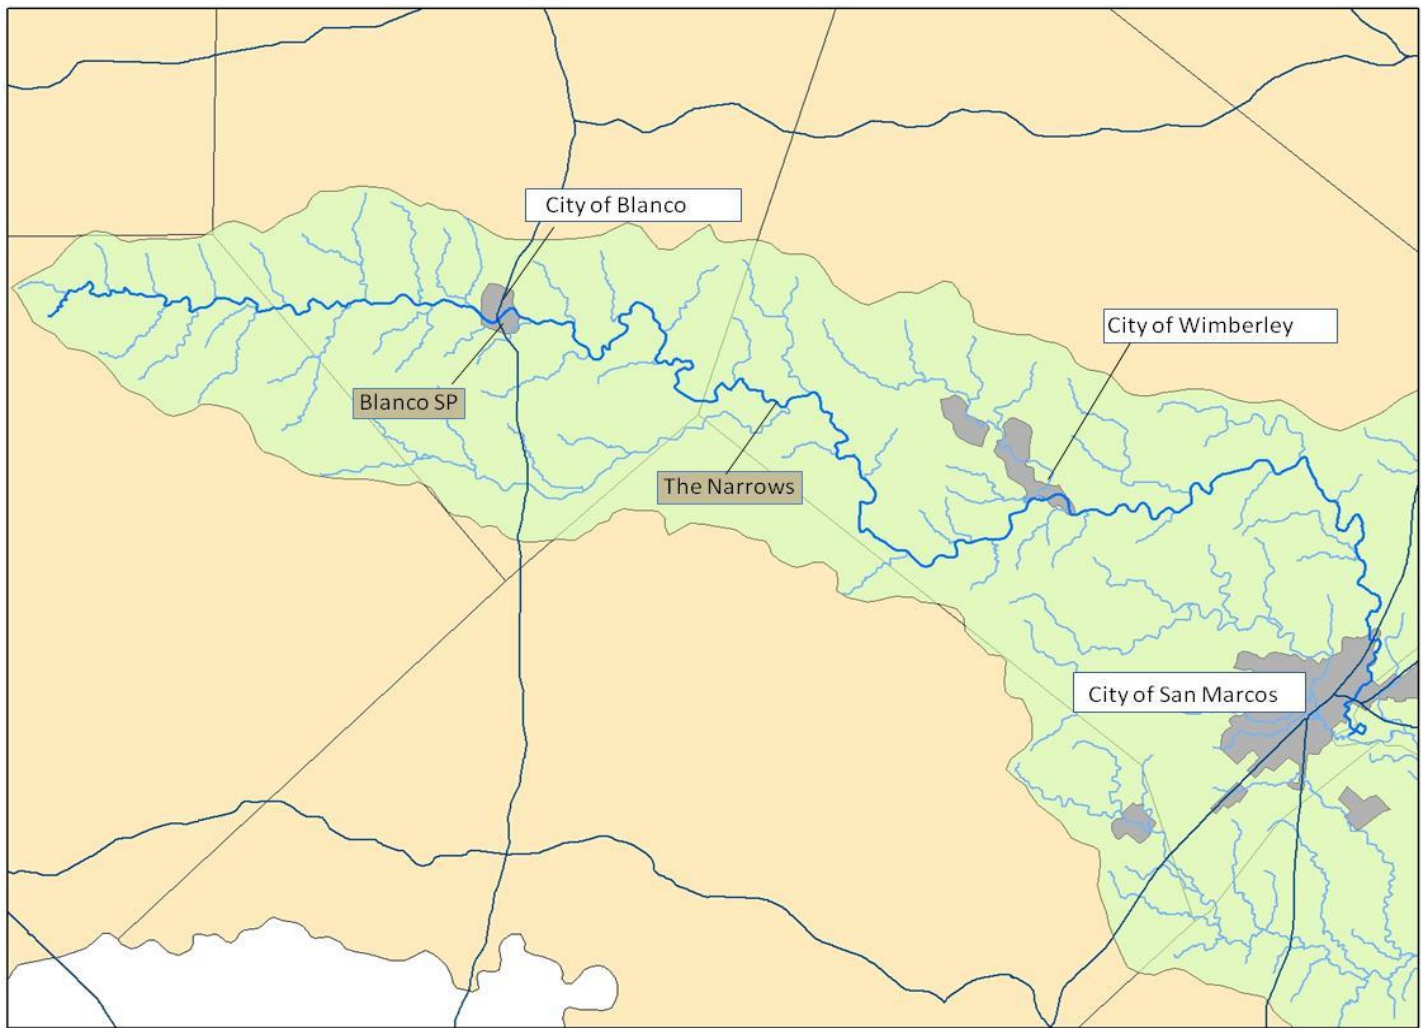 City of Blanco
City of Wimberley
Blanco SP
The Narrows
City of San Marcos